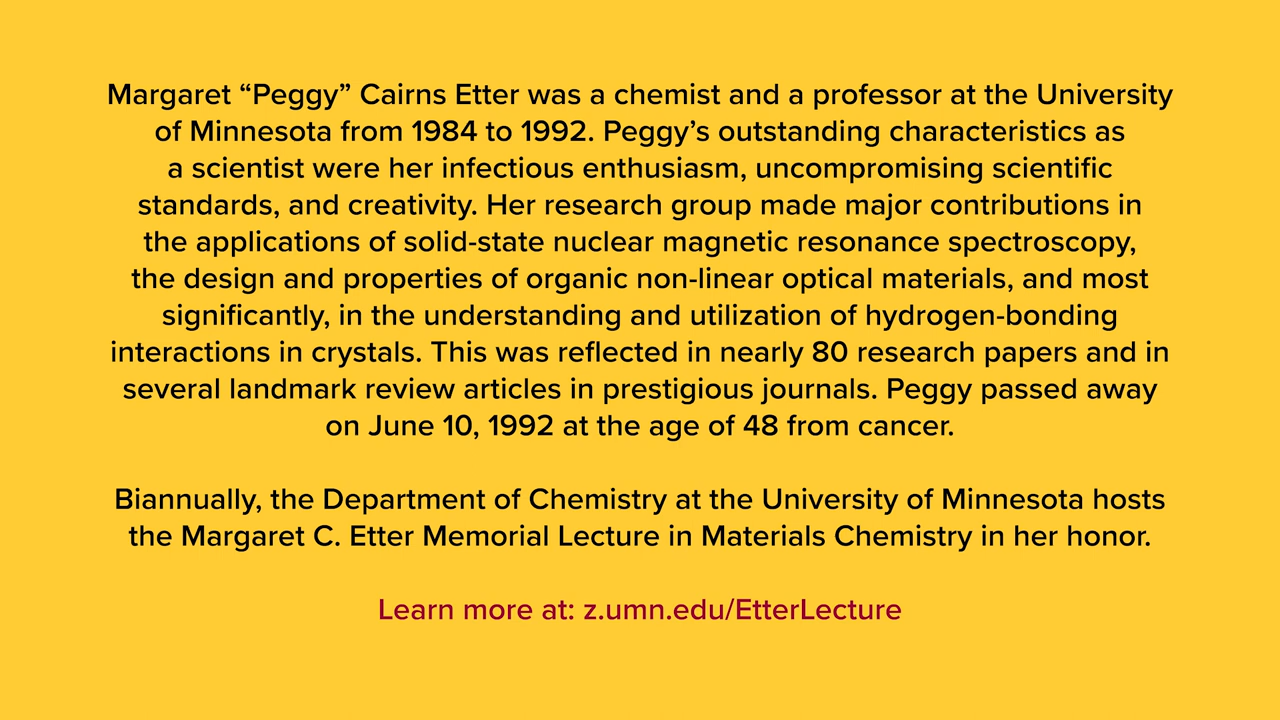 Margaret “Peggy” Cairns Etter was a chemist and a professor at the University
of Minnesota from 1984 to 1992. Peggy’s outstanding characteristics as
a scientist were her infectious enthusiasm, uncompromising scientific
standards, and creativity. Her research group made major contributions in
the applications of solid-state nuclear magnetic resonance spectroscopy,
the design and properties of organic non-linear optical materials, and most
significantly, in the understanding and utilization of hydrogen-bonding
interactions in crystals. This was reflected in nearly 80 research papers and in
several landmark review articles in prestigious journals. Peggy passed away
on June 10, 1992 at the age of 48 from cancer.
Biannually, the Department of Chemistry at the University of Minnesota hosts
the Margaret C. Etter Memorial Lecture in Materials Chemistry in her honor.
Learn more at: z.umn.edu/EtterLecture